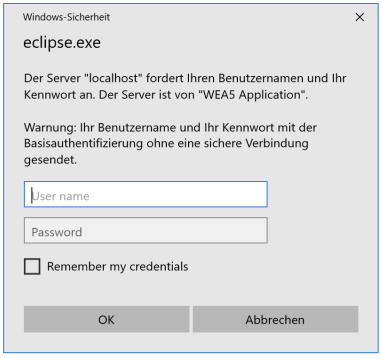 Windows-Sicherheit
eclipse.exe
Der Server "localhost" fordert Ihren Benutzernamen und Ihr
Kennwort an. Der Server ist von "WEA5 Application".
Warnung: Ihr Benutzername und Ihr Kennwort mit der
Basisauthentifizierung ohne eine sichere Verbindung
gesendet.
User name
Password
Remember my credentials
OK
Abbrechen